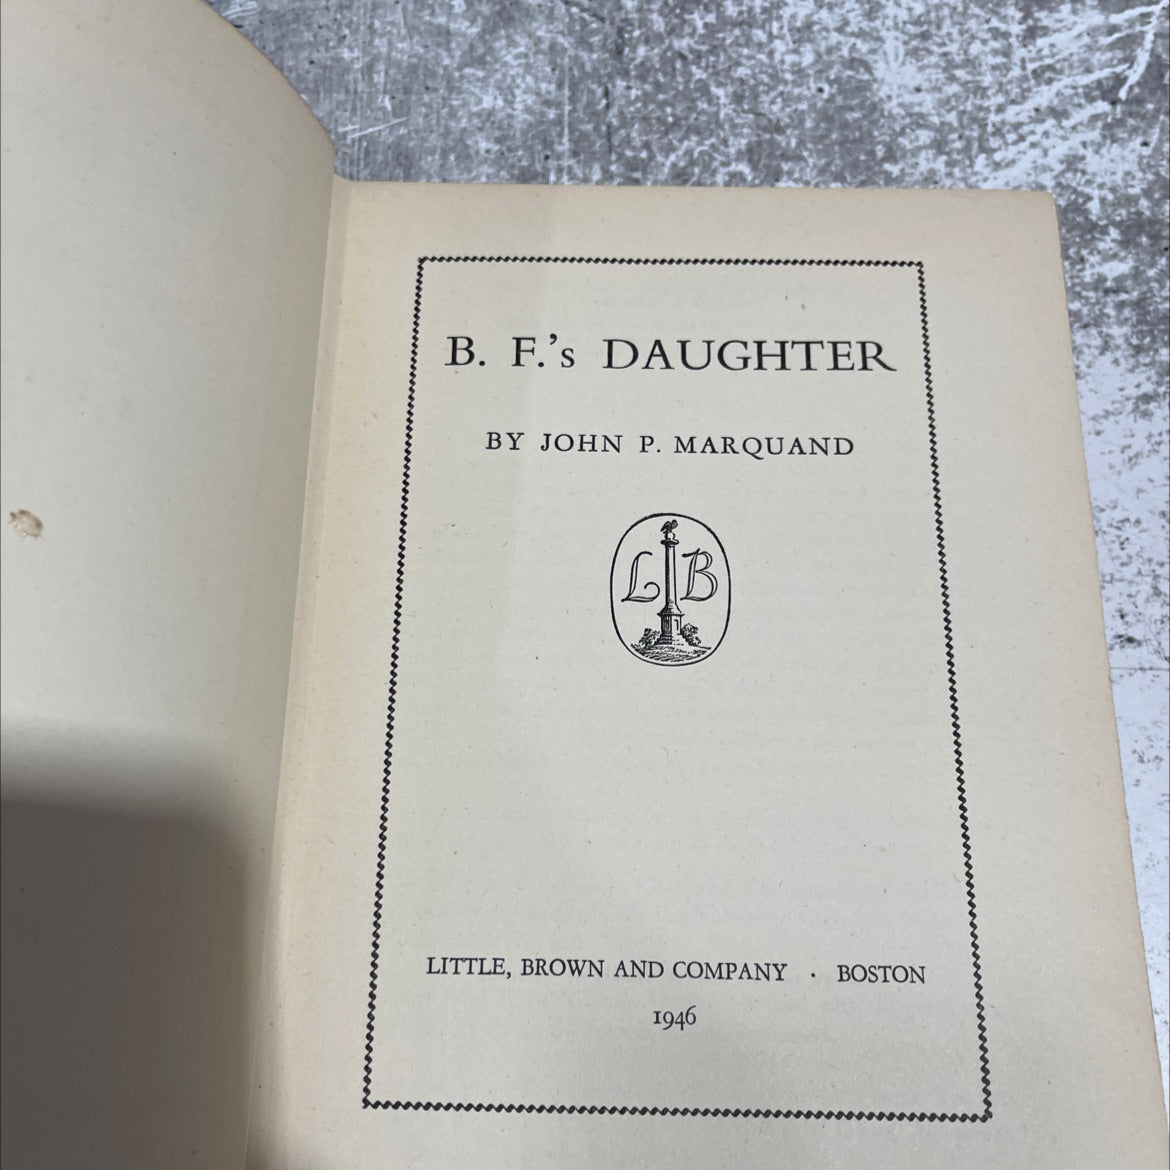 B. F.'s DAUGHTER
BY JOHN P. MARQUAND
L B
LITTLE, BROWN AND COMPANY · BOSTON
1946